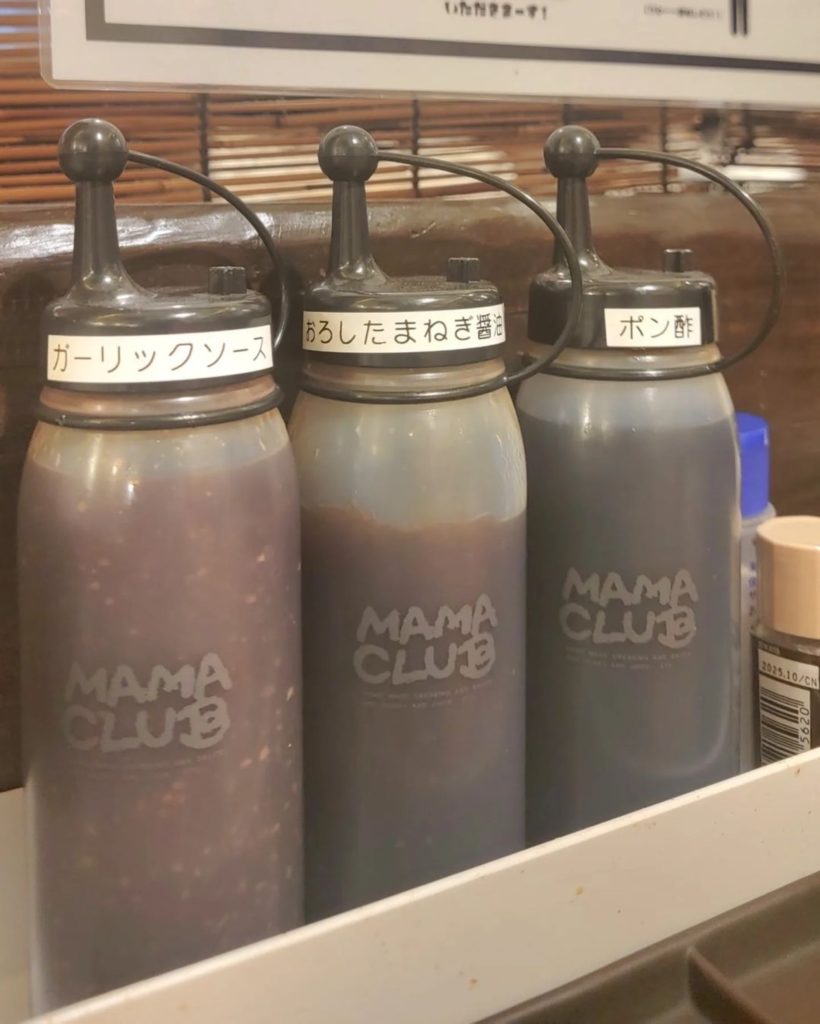 いただきまーす!
ガーリックソース
おろしたまねぎ醤油
ポン酢
MAMA
CLUB
MAMA
CLUB
MAMA
CLUB
2025.10/CN
5620